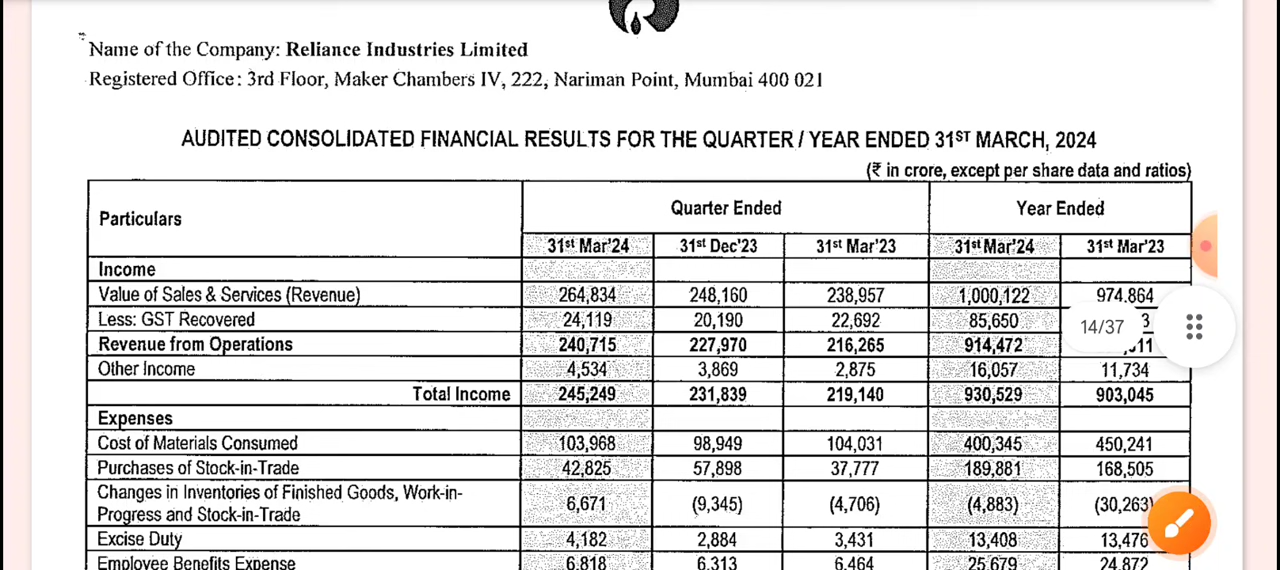 Name of the Company: Reliance Industries Limited
Registered Office: 3rd Floor, Maker Chambers IV, 222, Nariman Point, Mumbai 400 021
AUDITED CONSOLIDATED FINANCIAL RESULTS FOR THE QUARTER / YEAR ENDED 31ST MARCH, 2024
(₹ in crore, except per share data and ratios)
Particulars Quarter Ended Year Ended
31st Mar'24 31st Dec'23 31st Mar'23 31st Mar'24 31st Mar'23
Income
Value of Sales & Services (Revenue) 264,834 248,160 238,957 1,000,122 974,864
Less: GST Recovered 24,119 20,190 22,692 85,650
14/37
Revenue from Operations 240,715 227,970 216,265 914,472
Other Income 4,534 3,869 2,875 16,057 11,734
Total Income 245,249 231,839 219,140 930,529 903,045
Expenses
Cost of Materials Consumed 103,968 98,949 104,031 400,345 450,241
Purchases of Stock-in-Trade 42,825 57,898 37,777 189,881 168,505
Changes in Inventories of Finished Goods, Work-in-
Progress and Stock-in-Trade 6,671 (9,345) (4,706) (4,883) (30,263)
Excise Duty 4,182 2,884 3,431 13,408 13,476
Employee Benefits Expense 6,818 6,313 6,464 25,679 24,872